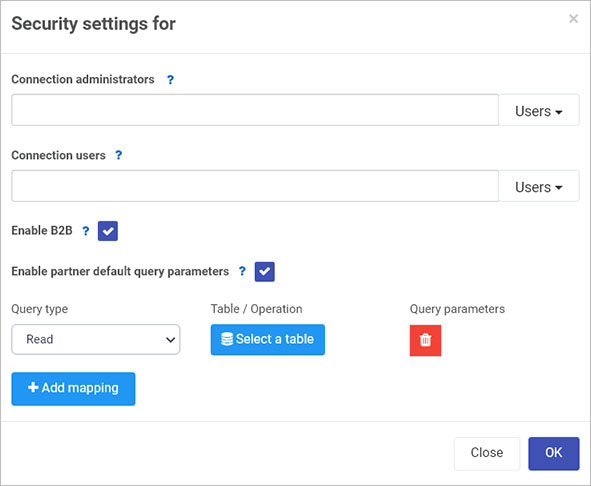 Security settings for
×
Connection administrators ?
Users
Connection users ?
Users
Enable B2B ?
Enable partner default query parameters ?
Query type Table / Operation Query parameters
Read Select a table
+ Add mapping
Close OK